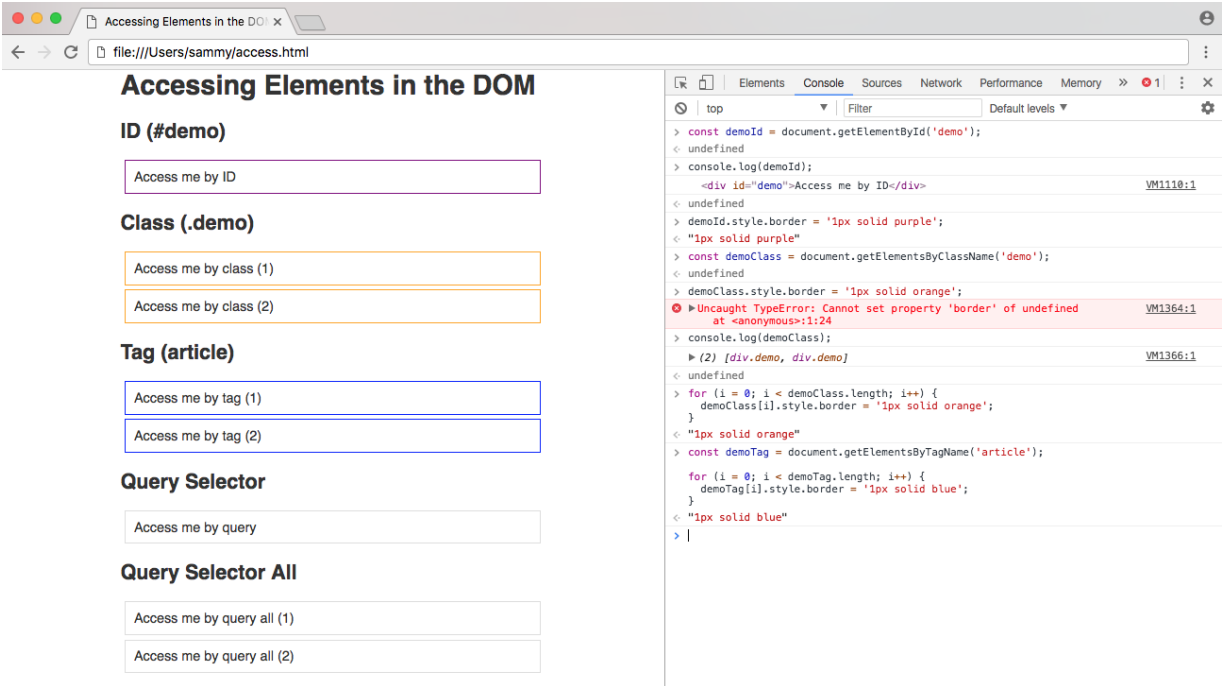 Accessing Elements in the DO
file:///Users/sammy/access.html
Accessing Elements in the DOM
ID (#demo)
Access me by ID
Class (.demo)
Access me by class (1)
Access me by class (2)
Tag (article)
Access me by tag (1)
Access me by tag (2)
Query Selector
Access me by query
Query Selector All
Access me by query all (1)
Access me by query all (2)
Elements Console Sources Network Performance Memory » 1
top Filter Default levels
> const demoId = document.getElementById('demo');
< undefined
> console.log(demoId);
<div id="demo">Access me by ID</div> VM1110:1
< undefined
> demoId.style.border = '1px solid purple';
< "1px solid purple"
> const demoClass = document.getElementsByClassName('demo');
< undefined
> demoClass.style.border = '1px solid orange';
Uncaught TypeError: Cannot set property 'border' of undefined VM1364:1
at <anonymous>:1:24
> console.log(demoClass);
(2) [div.demo, div.demo] VM1366:1
< undefined
> for (i = 0; i < demoClass.length; i++) {
demoClass[i].style.border = '1px solid orange';
}
< "1px solid orange"
> const demoTag = document.getElementsByTagName('article');
for (i = 0; i < demoTag.length; i++) {
demoTag[i].style.border = '1px solid blue';
}
< "1px solid blue"
>